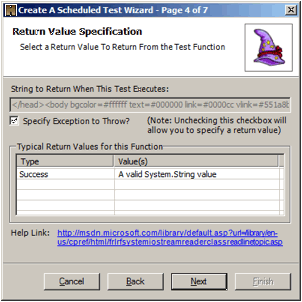 Create A Scheduled Test Wizard - Page 4 of 7
Return Value Specification
Select a Return Value To Return From the Test Function
String to Return When This Test Executes:
</head><body bgcolor=#ffffff text=#000000 link=#0000cc vlink=#551a8b
Specify Exception to Throw?
(Note: Unchecking this checkbox will
allow you to specify a return value)
Typical Return Values for this Function
Type Value(s)
Success A valid System.String value
Help Link: http://msdn.microsoft.com/library/default.asp?url=library/en-
us/cpref/html/frlrfsystemiostreamreaderclassreadlinetopic.asp
Cancel Back Next Finish